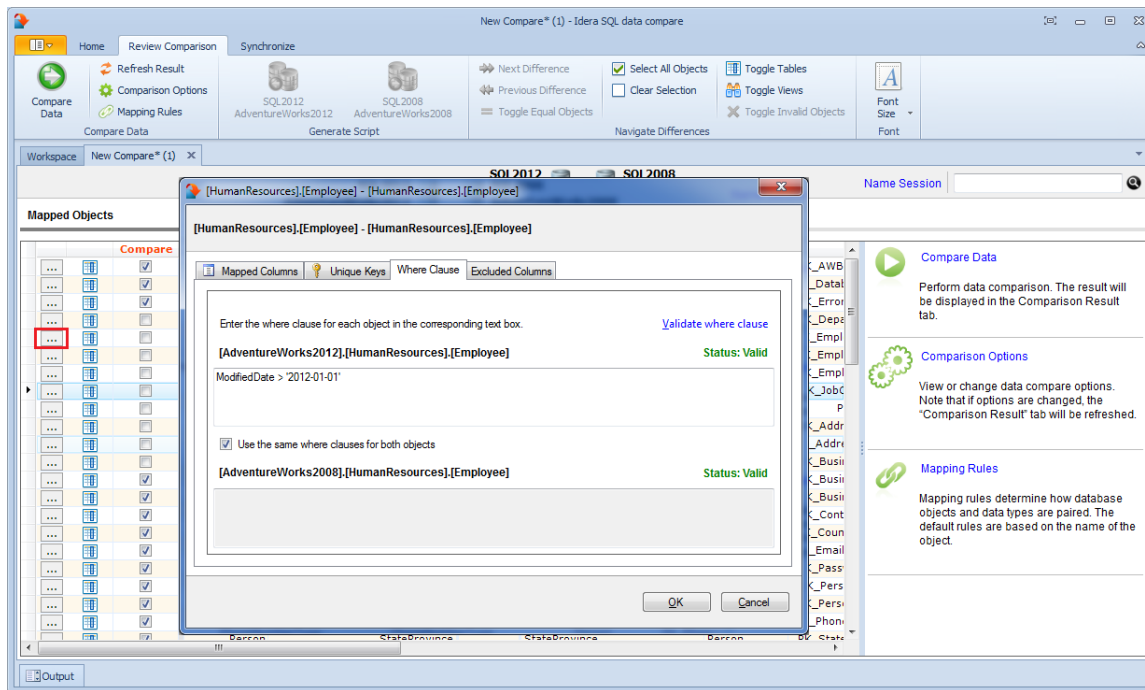 New Compare* (1) - Idera SQL data compare
Home Review Comparison Synchronize
Compare Data
Refresh Result
Comparison Options
Mapping Rules
Compare Data
SQL2012 AdventureWorks2012
SQL2008 AdventureWorks2008
Generate Script
Next Difference
Previous Difference
Toggle Equal Objects
Select All Objects
Clear Selection
Toggle Tables
Toggle Views
Toggle Invalid Objects
Navigate Differences
A
Font Size
Font
Workspace New Compare* (1)
SQL2012 SQL2008
Name Session
Mapped Objects
Compare
[HumanResources].[Employee] - [HumanResources].[Employee]
[HumanResources].[Employee] - [HumanResources].[Employee]
Mapped Columns Unique Keys Where Clause Excluded Columns
Enter the where clause for each object in the corresponding text box. Validate where clause
[AdventureWorks2012].[HumanResources].[Employee] Status: Valid
ModifiedDate > '2012-01-01'
Use the same where clauses for both objects
[AdventureWorks2008].[HumanResources].[Employee] Status: Valid
OK Cancel
Person StateProvince StateProvince Person PK_State
Compare Data
Perform data comparison. The result will
be displayed in the Comparison Result
tab.
Comparison Options
View or change data compare options.
Note that if options are changed, the
"Comparison Result" tab will be refreshed.
Mapping Rules
Mapping rules determine how database
objects and data types are paired. The
default rules are based on the name of the
object.
Output